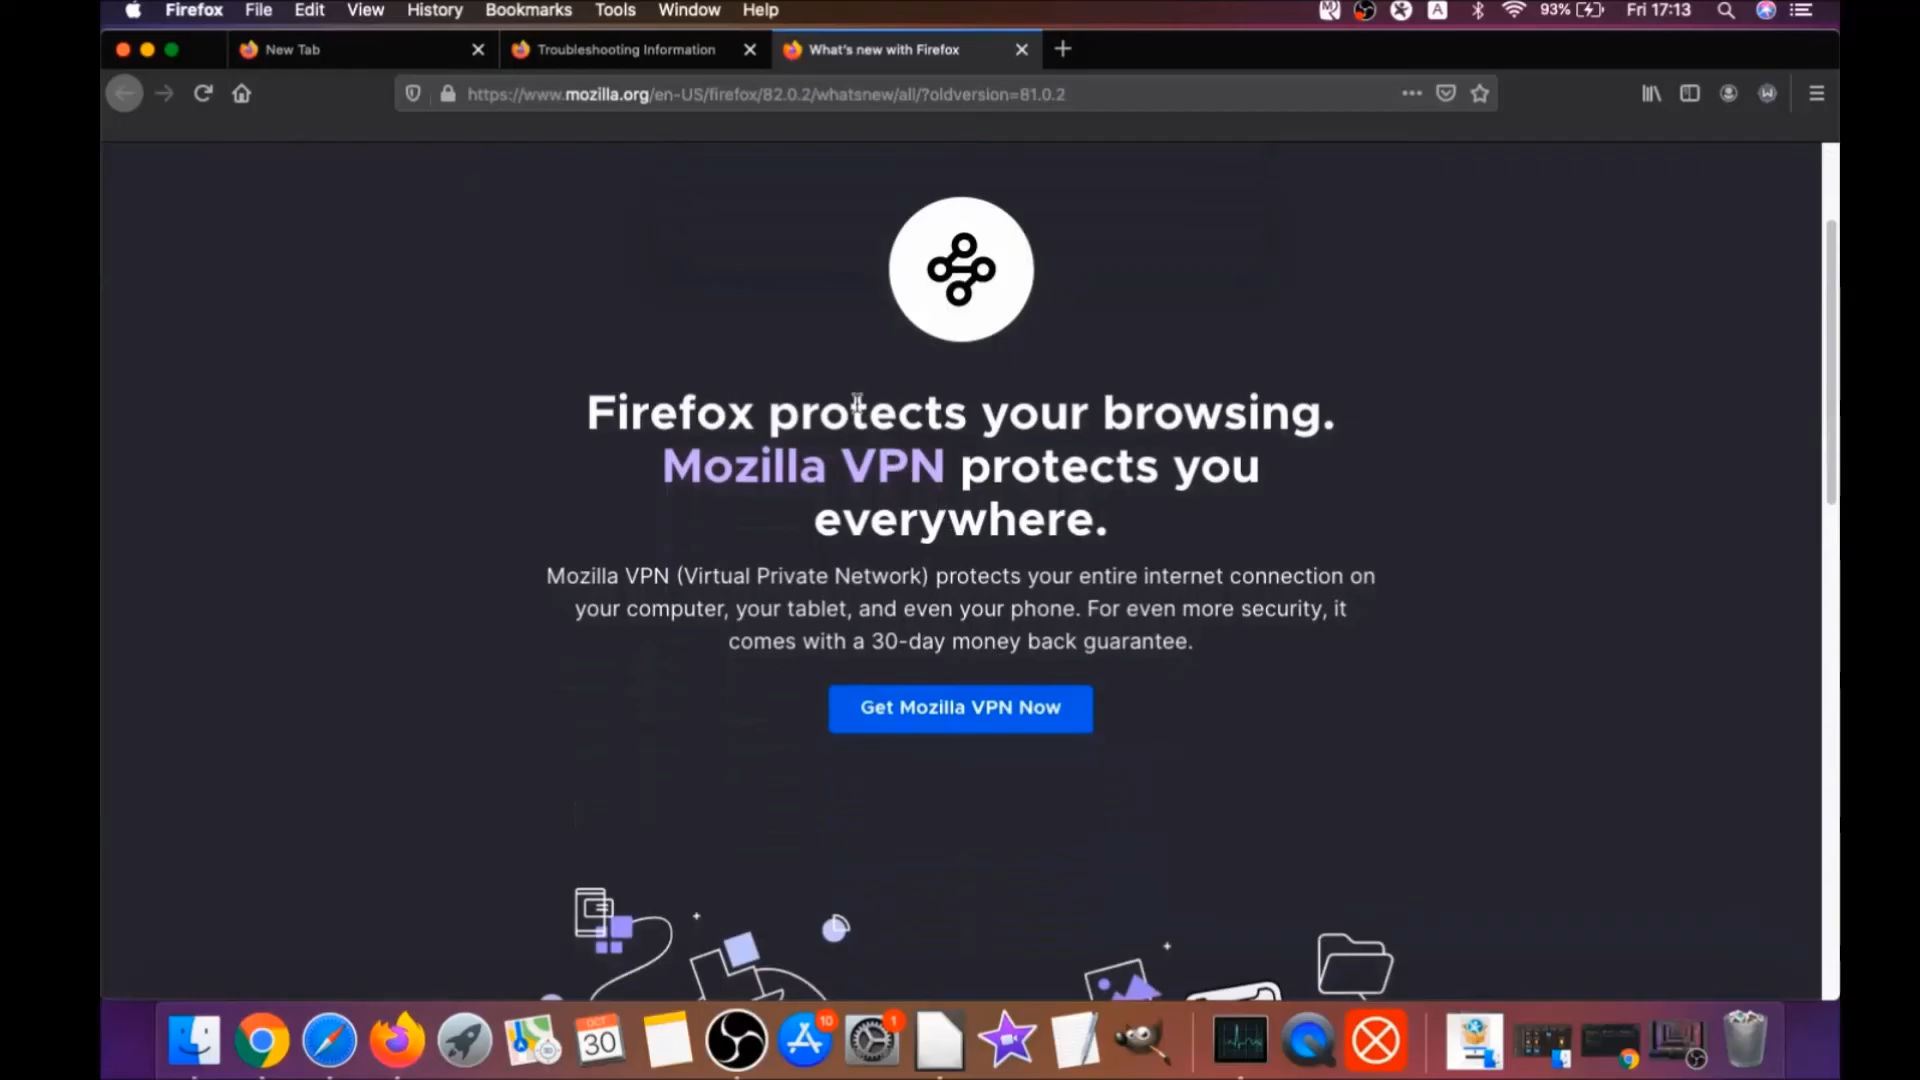 Firefox File Edit View History Bookmarks Tools Window Help A 93% Fri 17:13
New Tab Troubleshooting Information What's new with Firefox
https://www.mozilla.org/en-US/firefox/82.0.2/whatsnew/all/?oldversion=81.0.2
Firefox protects your browsing.
Mozilla VPN protects you
everywhere.
Mozilla VPN (Virtual Private Network) protects your entire internet connection on
your computer, your tablet, and even your phone. For even more security, it
comes with a 30-day money back guarantee.
Get Mozilla VPN Now
OCT
30
10
1